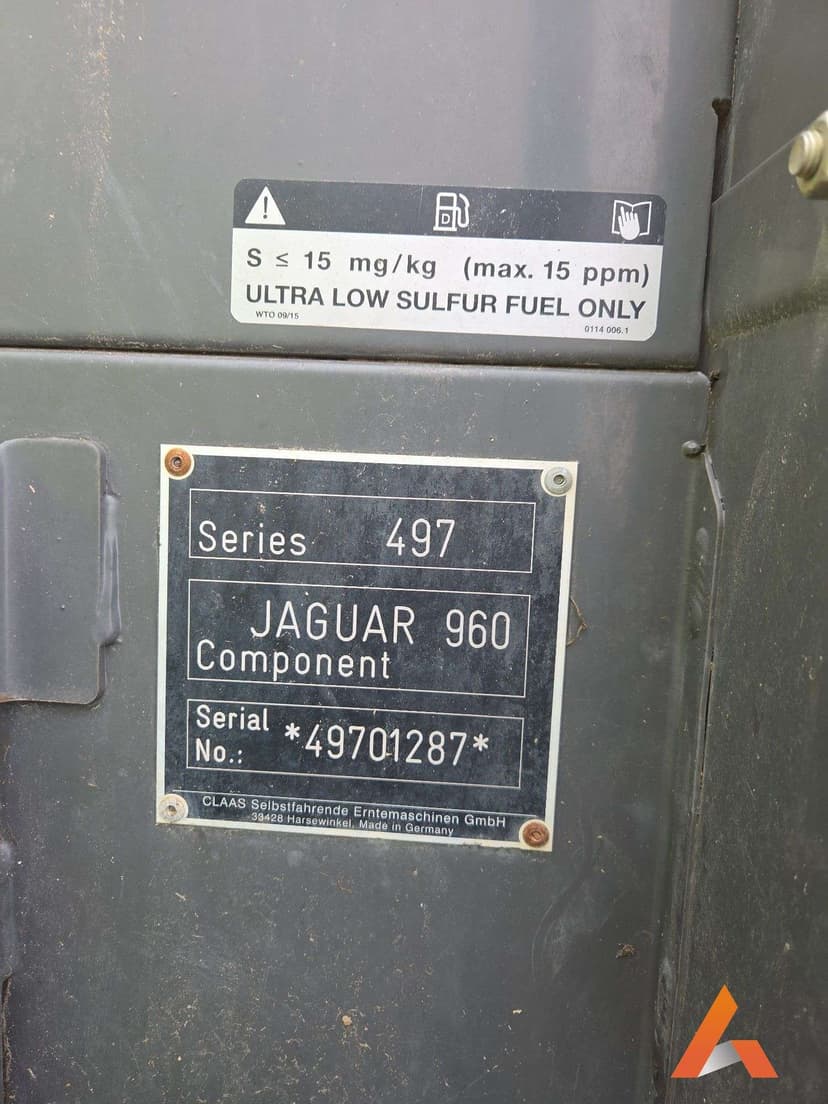 S ≤ 15 mg/kg (max. 15 ppm)
ULTRA LOW SULFUR FUEL ONLY
WTO 09/15 0114 006.1
Series 497
JAGUAR 960
Component
Serial
No.: *49701287*
CLAAS Selbstfahrende Erntemaschinen GmbH
33428 Harsewinkel, Made in Germany